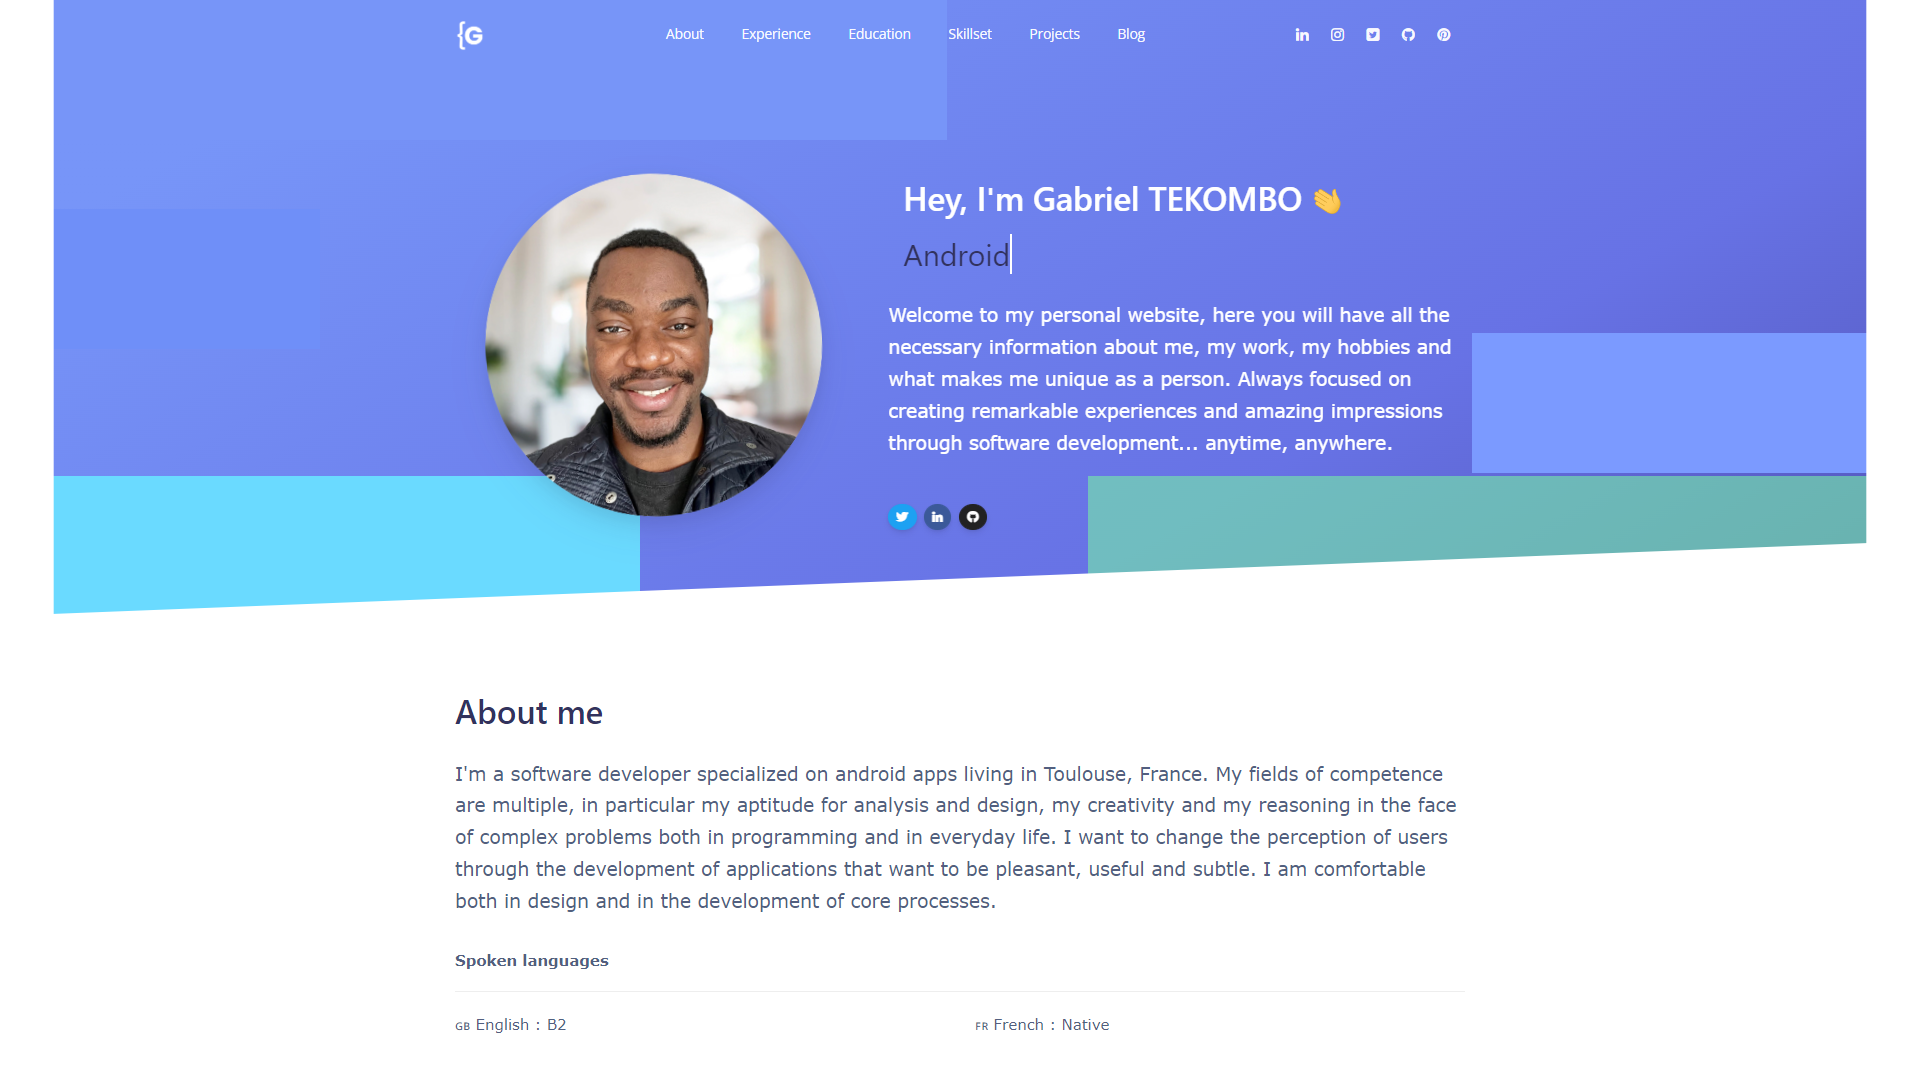 {G
About Experience Education Skillset Projects Blog
Hey, I'm Gabriel TEKOMBO 👋
Android
Welcome to my personal website, here you will have all the
necessary information about me, my work, my hobbies and
what makes me unique as a person. Always focused on
creating remarkable experiences and amazing impressions
through software development... anytime, anywhere.
About me
I'm a software developer specialized on android apps living in Toulouse, France. My fields of competence
are multiple, in particular my aptitude for analysis and design, my creativity and my reasoning in the face
of complex problems both in programming and in everyday life. I want to change the perception of users
through the development of applications that want to be pleasant, useful and subtle. I am comfortable
both in design and in the development of core processes.
Spoken languages
GB English : B2
FR French : Native